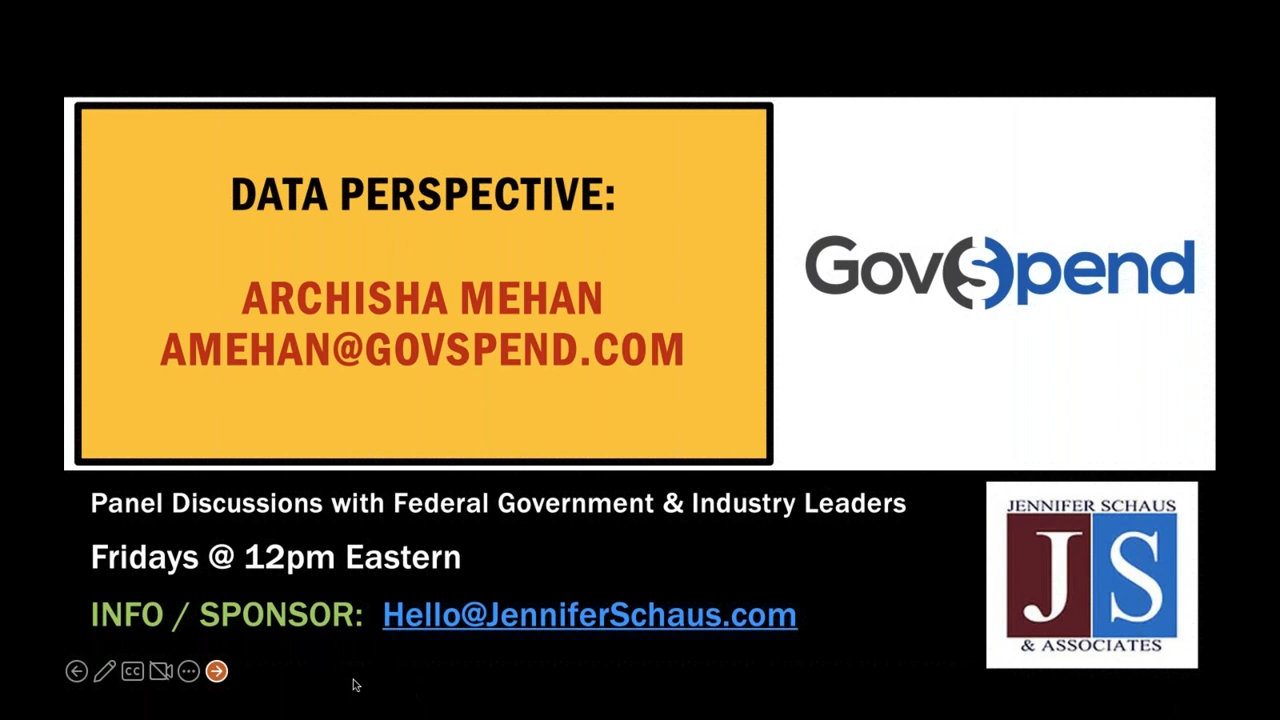 DATA PERSPECTIVE:
ARCHISHA MEHAN
AMEHAN@GOVSPEND.COM
GovSpend
Panel Discussions with Federal Government & Industry Leaders
Fridays @ 12pm Eastern
INFO / SPONSOR: Hello@JenniferSchaus.com
JENNIFER SCHAUS
JS
& ASSOCIATES
CC